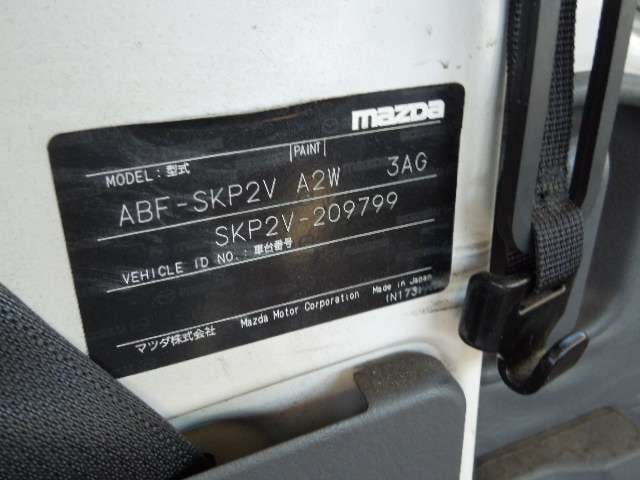 mazda
MODEL : 型式 PAINT
ABF-SKP2V A2W 3AG
SKP2V-209799
VEHICLE ID NO. : 車台番号
マツダ株式会社 Mazda Motor Corporation Made in Japan
(N173)